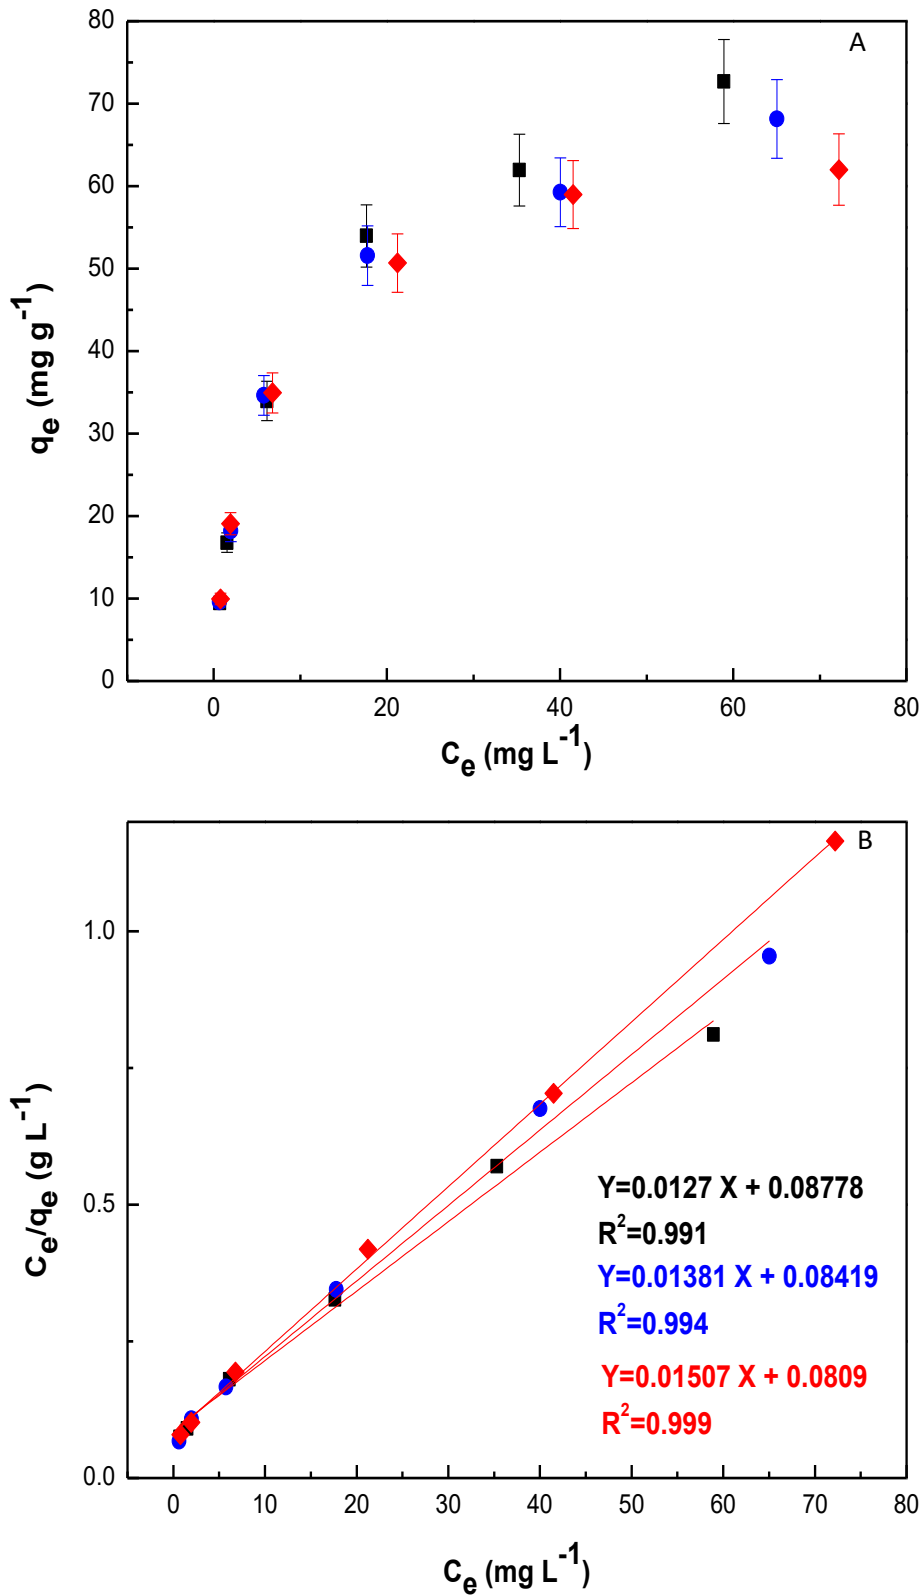 A
80
70
60
50
40
30
20
10
0
q_e (mg g^-1)
0 20 40 60 80
C_e (mg L^-1)
B
1.0
0.5
0.0
C_e/q_e (g L^-1)
Y=0.0127 X + 0.08778
R^2=0.991
Y=0.01381 X + 0.08419
R^2=0.994
Y=0.01507 X + 0.0809
R^2=0.999
0 10 20 30 40 50 60 70 80
C_e (mg L^-1)